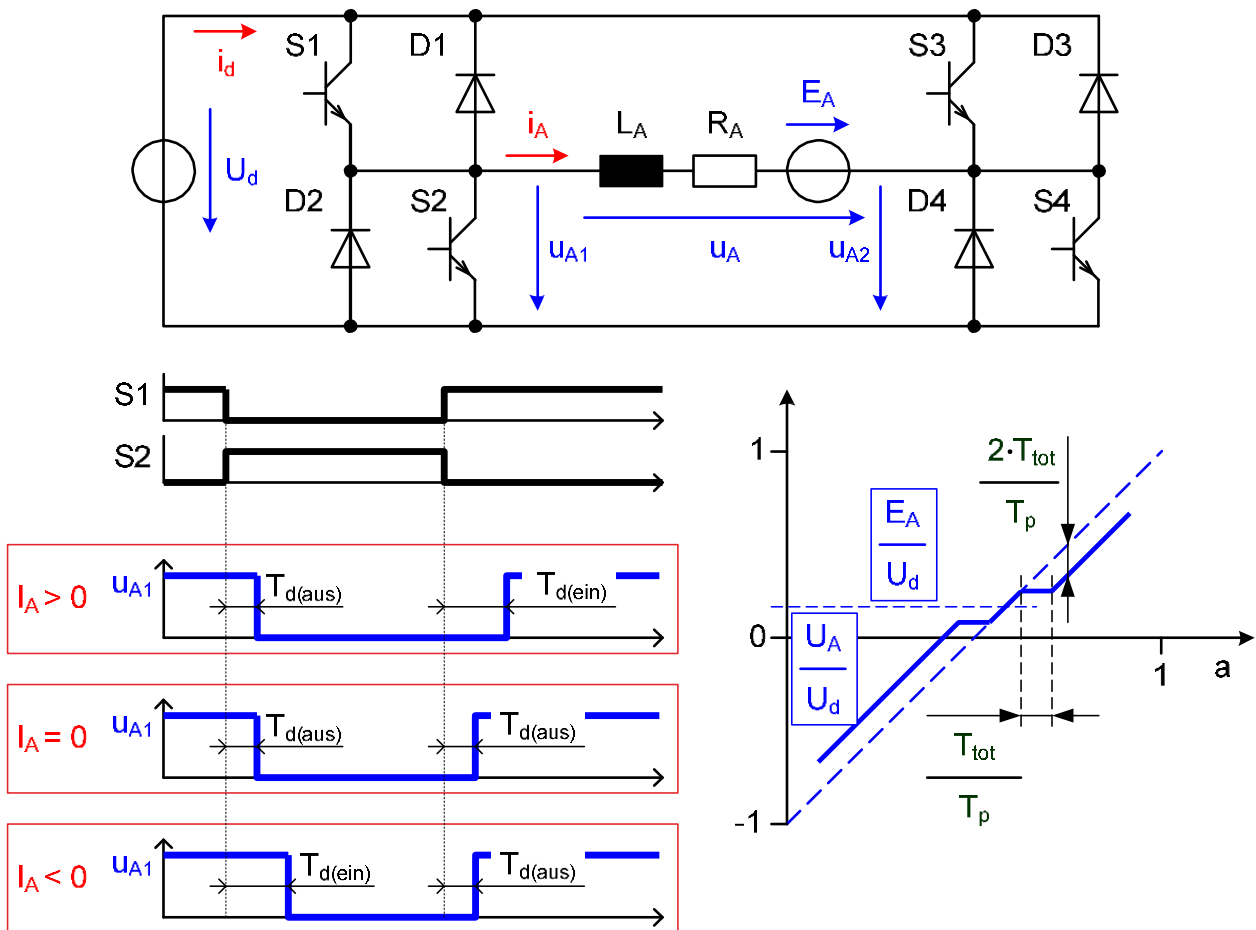 S1 D1 S3 D3
i_d
E_A
i_A L_A R_A
U_d
D2 S2 D4 S4
u_A1 u_A u_A2
S1
S2
I_A > 0 u_A1 T_d(aus) T_d(ein)
I_A = 0 u_A1 T_d(aus) T_d(aus)
I_A < 0 u_A1 T_d(ein) T_d(aus)
1
2·T_tot
T_p
E_A
U_d
0
U_A
U_d
1 a
T_tot
T_p
-1